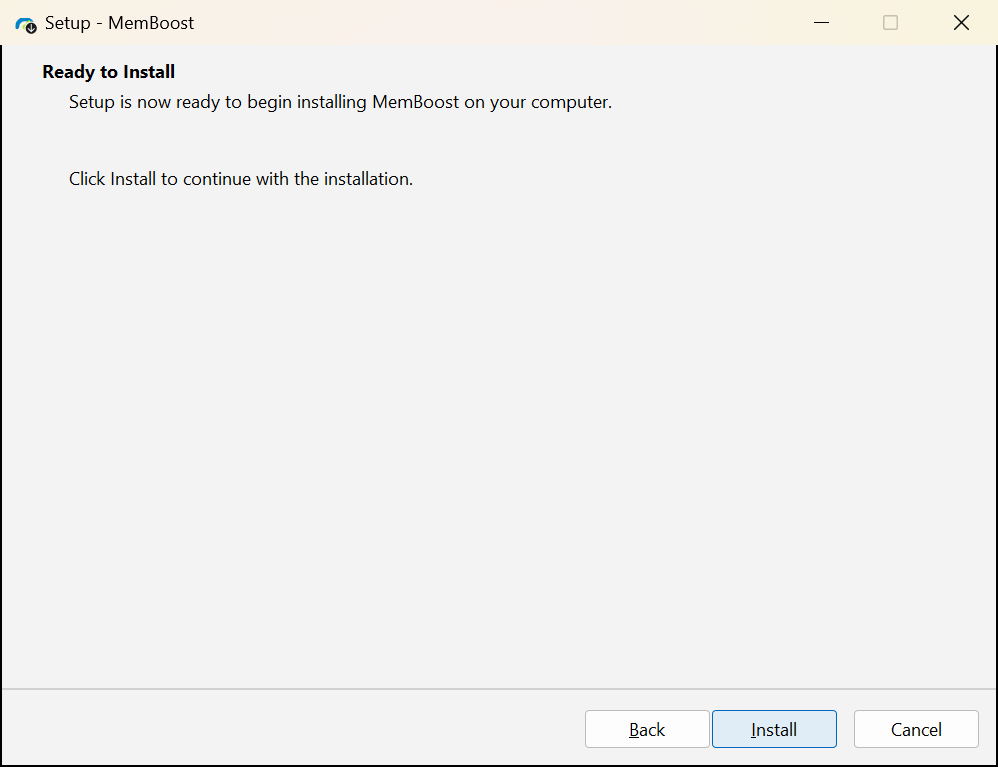 Setup - MemBoost
Ready to Install
Setup is now ready to begin installing MemBoost on your computer.
Click Install to continue with the installation.
Back
Install
Cancel